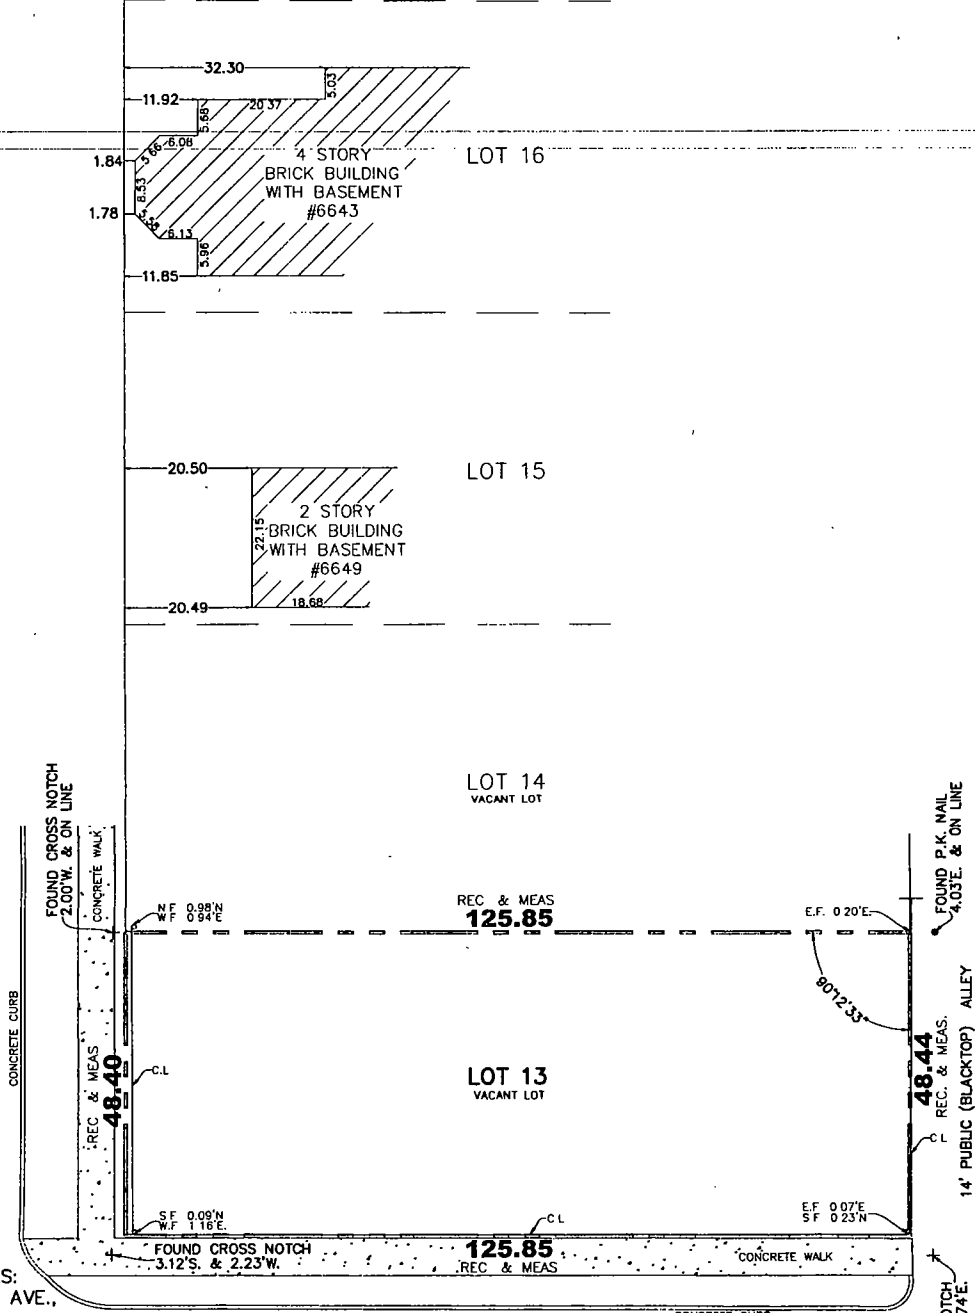 32.30
5.03
11.92
20.37
5.68
6.08
5.66
4 STORY
BRICK BUILDING
WITH BASEMENT
#6643
LOT 16
1.84
8.53
1.78
5.55
6.13
5.96
11.85
20.50
LOT 15
2 STORY
BRICK BUILDING
WITH BASEMENT
#6649
22.15
18.68
20.49
LOT 14
VACANT LOT
FOUND CROSS NOTCH
2.00'W. & ON LINE
CONCRETE WALK
FOUND P.K. NAIL
4.03'E. & ON LINE
N F 0.98'N
W F 0 94'E
REC & MEAS
125.85
E.F. 0 20'E.
90°12'33"
CONCRETE CURB
REC & MEAS
48.40
C.L
LOT 13
VACANT LOT
48.44
REC. & MEAS.
14' PUBLIC (BLACKTOP) ALLEY
C L
S F 0.09'N
W.F 1 16'E.
C L
E.F. 0 07'E
S F 0 23'N
FOUND CROSS NOTCH
3.12'S. & 2.23'W.
125.85
REC & MEAS
CONCRETE WALK
S:
AVE.,
OTCH
74'E.